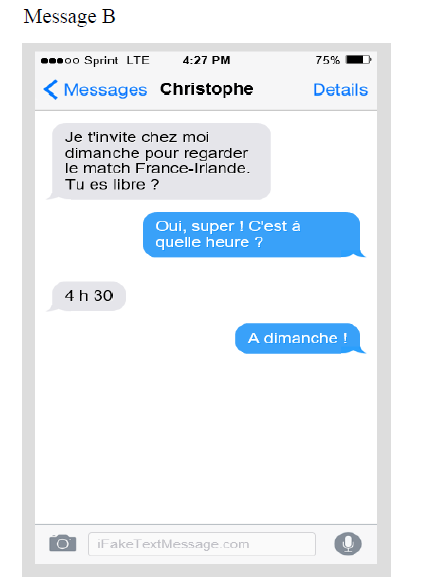 Message B
Sprint LTE 4:27 PM 75%
Messages Christophe Details
Je t'invite chez moi
dimanche pour regarder
le match France-Irlande.
Tu es libre ?
Oui, super ! C'est à
quelle heure ?
4 h 30
A dimanche !
iFakeTextMessage.com